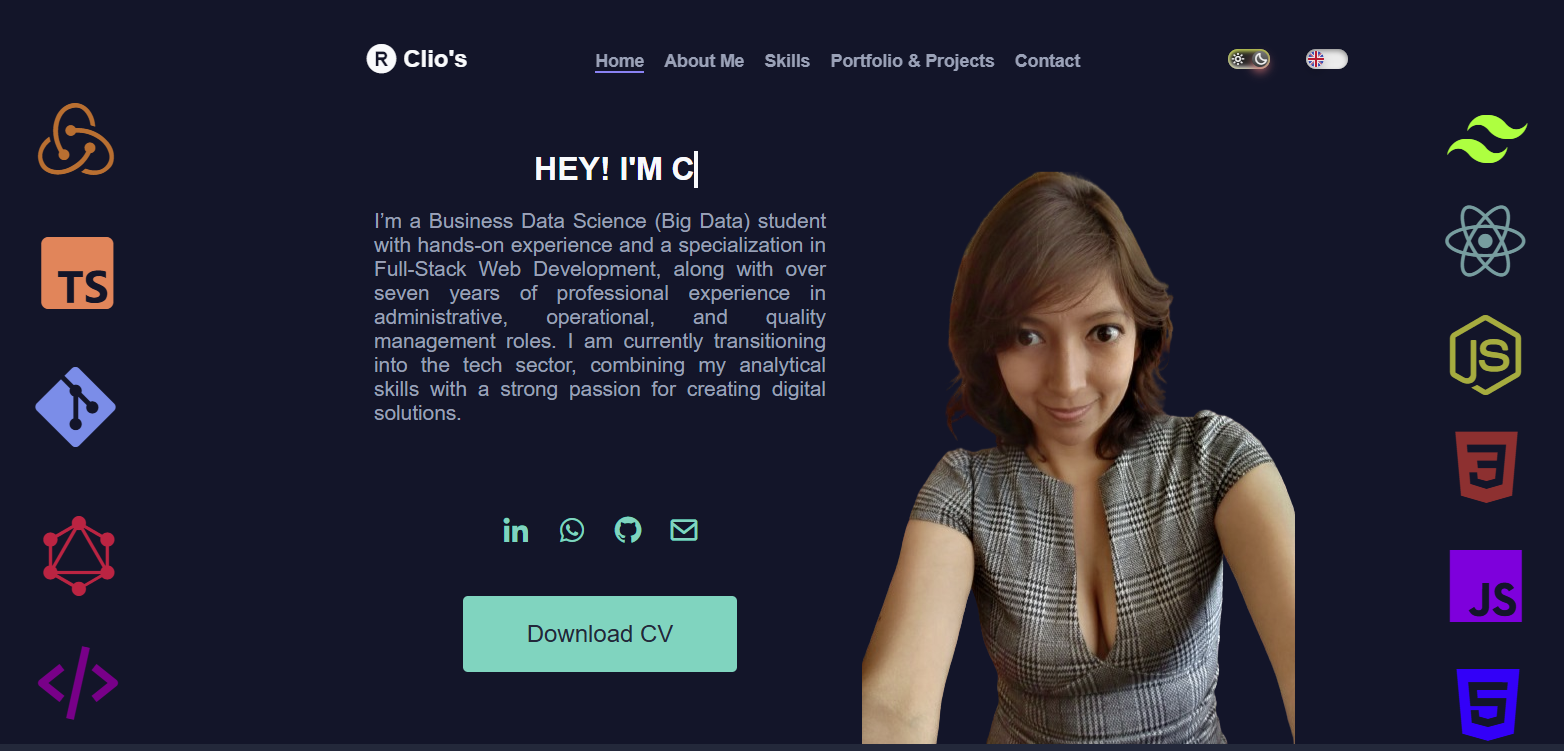 R Clio's
Home About Me Skills Portfolio & Projects Contact
HEY! I'M C
I’m a Business Data Science (Big Data) student
with hands-on experience and a specialization in
Full-Stack Web Development, along with over
seven years of professional experience in
administrative, operational, and quality
management roles. I am currently transitioning
into the tech sector, combining my analytical
skills with a strong passion for creating digital
solutions.
in
Download CV
TS
JS
3
JS
5